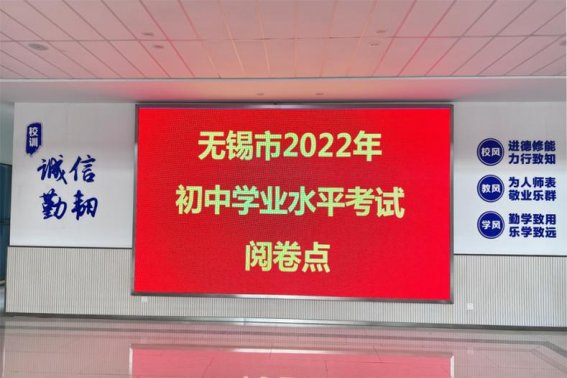 校训
诚信
勤韧
无锡市2022年
初中学业水平考试
阅卷点
校风
进德修能
力行致知
教风
为人师表
敬业乐群
学风
勤学致用
乐学致远